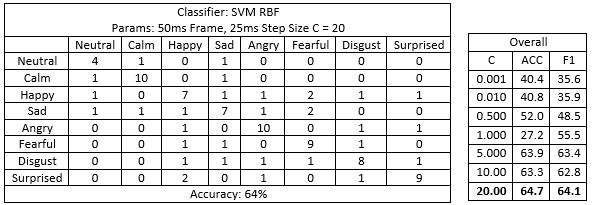 Classifier: SVM RBF
Params: 50ms Frame, 25ms Step Size C = 20
Neutral Calm Happy Sad Angry Fearful Disgust Surprised
Neutral 4 1 0 1 0 0 0 0
Calm 1 10 0 1 0 0 0 0
Happy 1 0 7 1 1 2 1 1
Sad 1 1 1 7 1 2 0 0
Angry 0 0 1 0 10 0 1 1
Fearful 0 0 1 1 0 9 1 0
Disgust 0 0 1 1 1 1 8 1
Surprised 0 0 2 0 1 0 1 9
Accuracy: 64%
Overall
C ACC F1
0.001 40.4 35.6
0.010 40.8 35.9
0.500 52.0 48.5
1.000 27.2 55.5
5.000 63.9 63.4
10.00 63.3 62.8
20.00 64.7 64.1